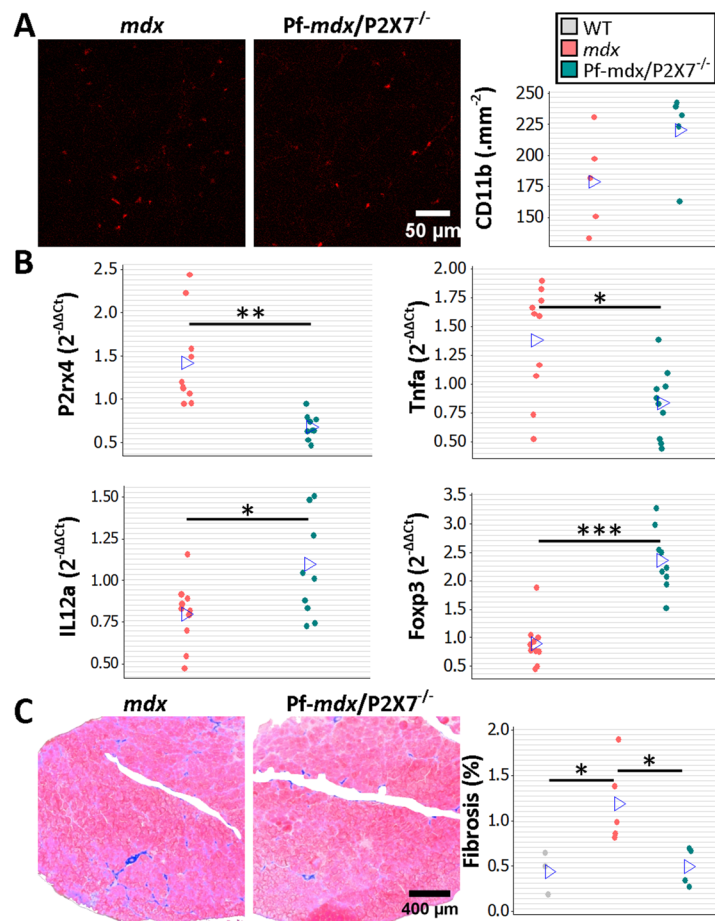 A
mdx
Pf-mdx/P2X7-/-
WT
mdx
Pf-mdx/P2X7-/-
50 µm
CD11b (.mm-2)
250
225
200
175
150
B
P2rx4 (2-ΔΔCt)
2.5
2.0
1.5
1.0
0.5
**
Tnfa (2-ΔΔCt)
2.00
1.75
1.50
1.25
1.00
0.75
0.50
*
IL12a (2-ΔΔCt)
1.50
1.25
1.00
0.75
0.50
*
Foxp3 (2-ΔΔCt)
3.5
3.0
2.5
2.0
1.5
1.0
0.5
***
C
mdx
Pf-mdx/P2X7-/-
400 µm
Fibrosis (%)
2.0
1.5
1.0
0.5
0.0
*
*